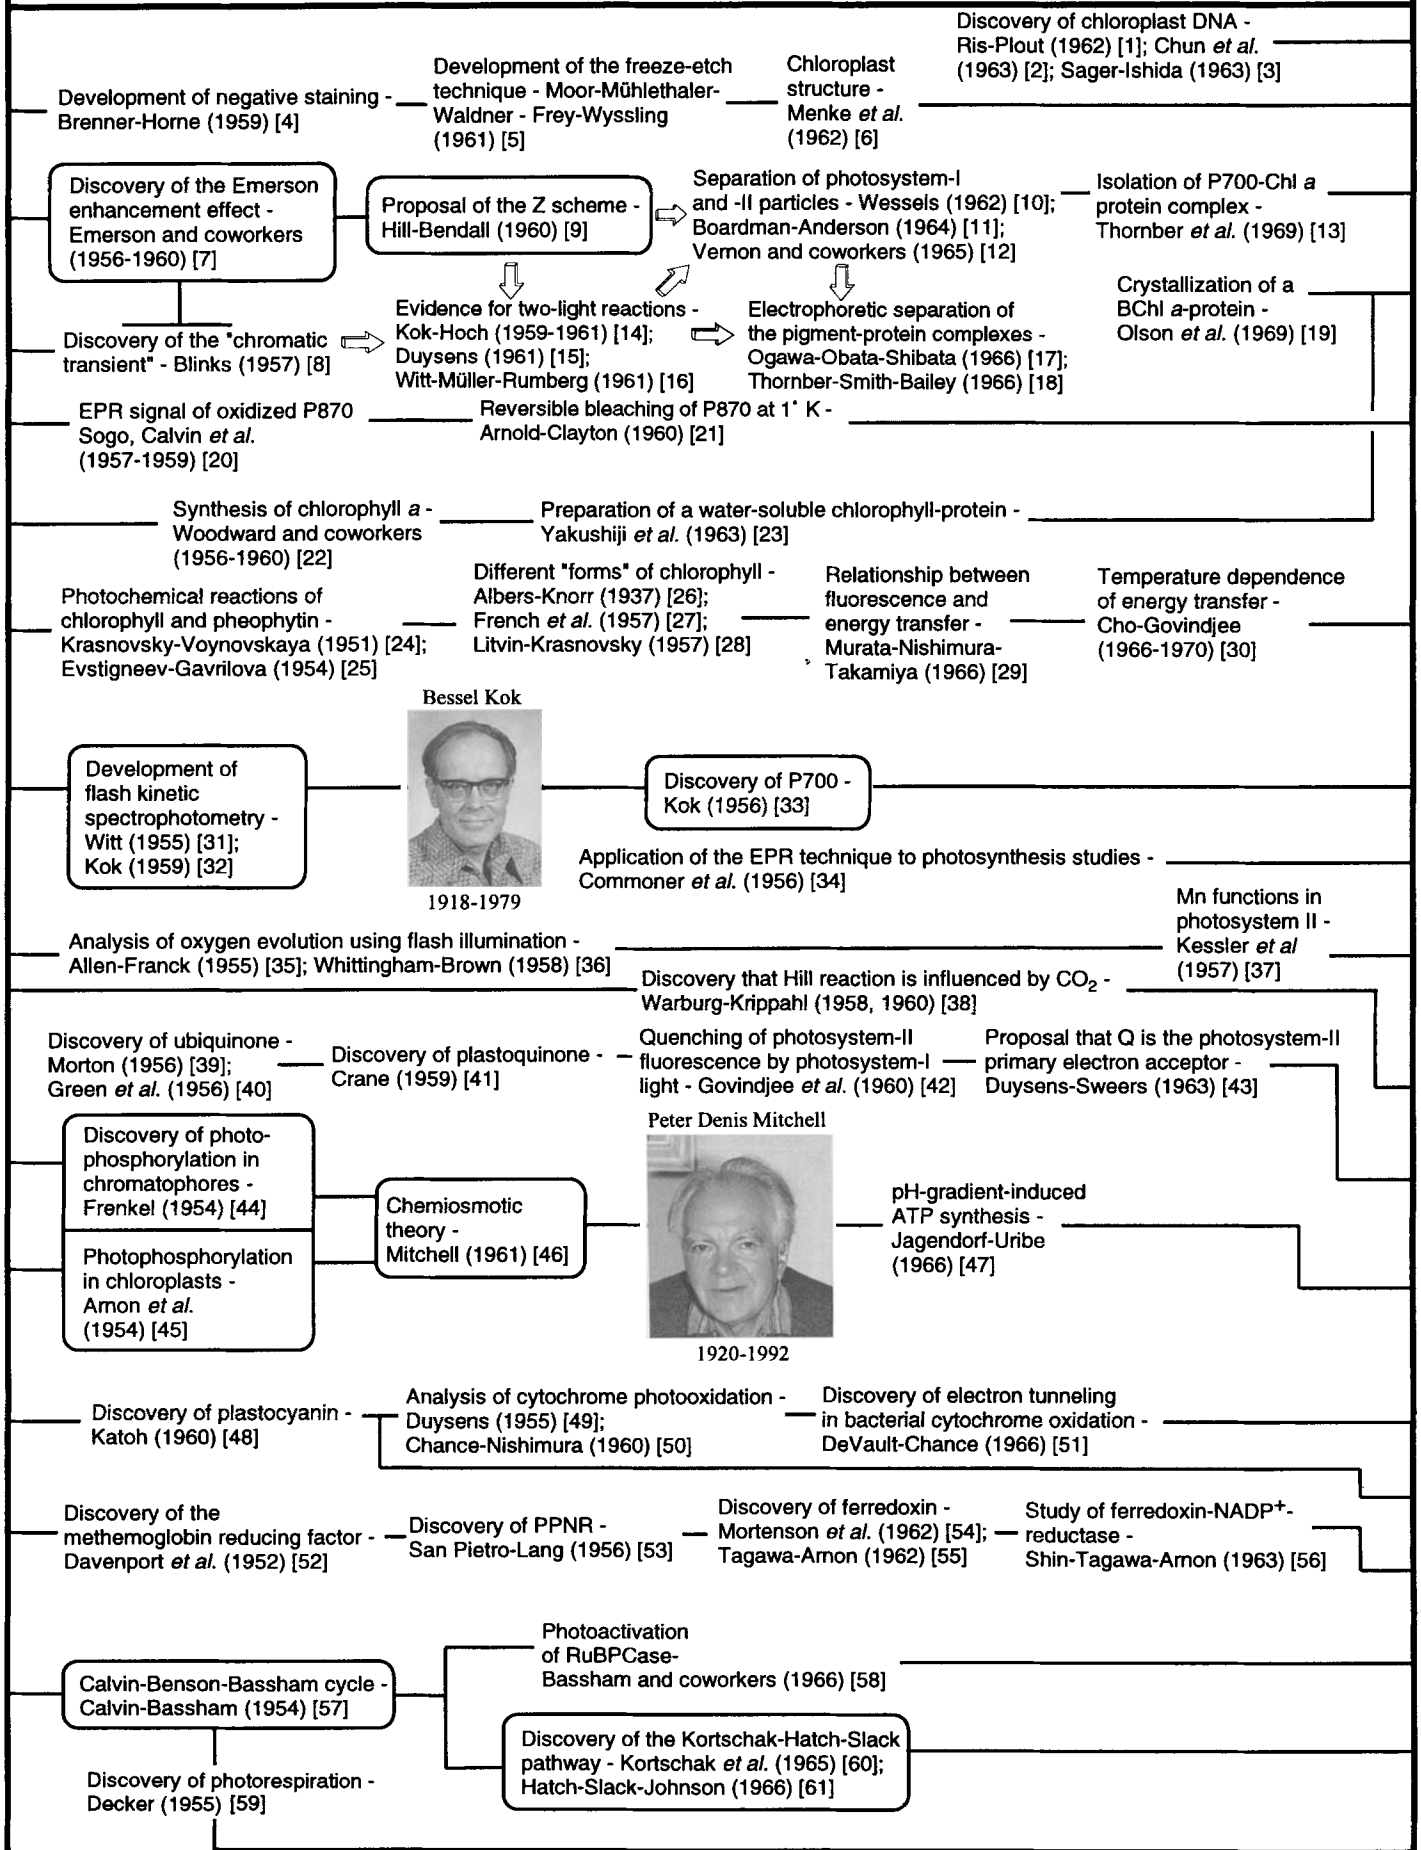 Discovery of chloroplast DNA -
Ris-Plout (1962) [1]; Chun et al.
(1963) [2]; Sager-Ishida (1963) [3]
Development of negative staining -
Brenner-Horne (1959) [4]
Development of the freeze-etch
technique - Moor-Mühlethaler-
Waldner - Frey-Wyssling
(1961) [5]
Chloroplast
structure -
Menke et al.
(1962) [6]
Discovery of the Emerson
enhancement effect -
Emerson and coworkers
(1956-1960) [7]
Proposal of the Z scheme -
Hill-Bendall (1960) [9]
Separation of photosystem-I
and -II particles - Wessels (1962) [10];
Boardman-Anderson (1964) [11];
Vernon and coworkers (1965) [12]
Isolation of P700-Chl a
protein complex -
Thornber et al. (1969) [13]
Discovery of the "chromatic
transient" - Blinks (1957) [8]
Evidence for two-light reactions -
Kok-Hoch (1959-1961) [14];
Duysens (1961) [15];
Witt-Müller-Rumberg (1961) [16]
Electrophoretic separation of
the pigment-protein complexes -
Ogawa-Obata-Shibata (1966) [17];
Thornber-Smith-Bailey (1966) [18]
Crystallization of a
BChl a-protein -
Olson et al. (1969) [19]
EPR signal of oxidized P870
Sogo, Calvin et al.
(1957-1959) [20]
Reversible bleaching of P870 at 1° K -
Arnold-Clayton (1960) [21]
Synthesis of chlorophyll a -
Woodward and coworkers
(1956-1960) [22]
Preparation of a water-soluble chlorophyll-protein -
Yakushiji et al. (1963) [23]
Photochemical reactions of
chlorophyll and pheophytin -
Krasnovsky-Voynovskaya (1951) [24];
Evstigneev-Gavrilova (1954) [25]
Different "forms" of chlorophyll -
Albers-Knorr (1937) [26];
French et al. (1957) [27];
Litvin-Krasnovsky (1957) [28]
Relationship between
fluorescence and
energy transfer -
Murata-Nishimura-
Takamiya (1966) [29]
Temperature dependence
of energy transfer -
Cho-Govindjee
(1966-1970) [30]
Bessel Kok
1918-1979
Development of
flash kinetic
spectrophotometry -
Witt (1955) [31];
Kok (1959) [32]
Discovery of P700 -
Kok (1956) [33]
Application of the EPR technique to photosynthesis studies -
Commoner et al. (1956) [34]
Analysis of oxygen evolution using flash illumination -
Allen-Franck (1955) [35]; Whittingham-Brown (1958) [36]
Mn functions in
photosystem II -
Kessler et al
(1957) [37]
Discovery that Hill reaction is influenced by CO₂ -
Warburg-Krippahl (1958, 1960) [38]
Discovery of ubiquinone -
Morton (1956) [39];
Green et al. (1956) [40]
Discovery of plastoquinone -
Crane (1959) [41]
Quenching of photosystem-II
fluorescence by photosystem-I
light - Govindjee et al. (1960) [42]
Proposal that Q is the photosystem-II
primary electron acceptor -
Duysens-Sweers (1963) [43]
Discovery of photo-
phosphorylation in
chromatophores -
Frenkel (1954) [44]
Photophosphorylation
in chloroplasts -
Arnon et al.
(1954) [45]
Chemiosmotic
theory -
Mitchell (1961) [46]
Peter Denis Mitchell
1920-1992
pH-gradient-induced
ATP synthesis -
Jagendorf-Uribe
(1966) [47]
Discovery of plastocyanin -
Katoh (1960) [48]
Analysis of cytochrome photooxidation -
Duysens (1955) [49];
Chance-Nishimura (1960) [50]
Discovery of electron tunneling
in bacterial cytochrome oxidation -
DeVault-Chance (1966) [51]
Discovery of the
methemoglobin reducing factor -
Davenport et al. (1952) [52]
Discovery of PPNR -
San Pietro-Lang (1956) [53]
Discovery of ferredoxin -
Mortenson et al. (1962) [54];
Tagawa-Arnon (1962) [55]
Study of ferredoxin-NADP⁺-
reductase -
Shin-Tagawa-Arnon (1963) [56]
Calvin-Benson-Bassham cycle -
Calvin-Bassham (1954) [57]
Photoactivation
of RuBPCase-
Bassham and coworkers (1966) [58]
Discovery of the Kortschak-Hatch-Slack
pathway - Kortschak et al. (1965) [60];
Hatch-Slack-Johnson (1966) [61]
Discovery of photorespiration -
Decker (1955) [59]